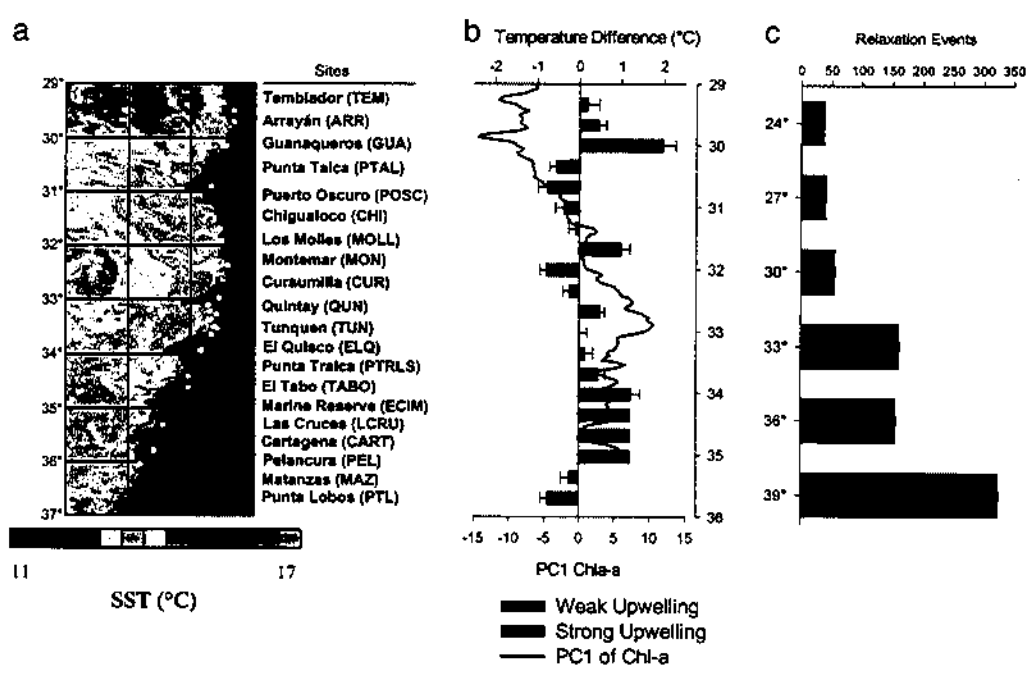 a
Sites
29°
30°
31°
32°
33°
34°
35°
36°
37°
Temblador (TEM)
Arrayán (ARR)
Guanaqueros (GUA)
Punta Talca (PTAL)
Puerto Oscuro (POSC)
Chigualoco (CHI)
Los Molles (MOLL)
Montemar (MON)
Curaumilla (CUR)
Quintay (QUN)
Tunquen (TUN)
El Quisco (ELQ)
Punta Tralca (PTRLS)
El Tabo (TABO)
Marine Reserve (ECIM)
Las Cruces (LCRU)
Cartagena (CART)
Pelancura (PEL)
Matanzas (MAZ)
Punta Lobos (PTL)
11 17
SST (°C)
b
Temperature Difference (°C)
-2 -1 0 1 2
29
30
31
32
33
34
35
36
-15 -10 -5 0 5 10 15
PC1 Chla-a
Weak Upwelling
Strong Upwelling
PC1 of Chl-a
c
Relaxation Events
0 50 100 150 200 250 300 350
24°
27°
30°
33°
36°
39°